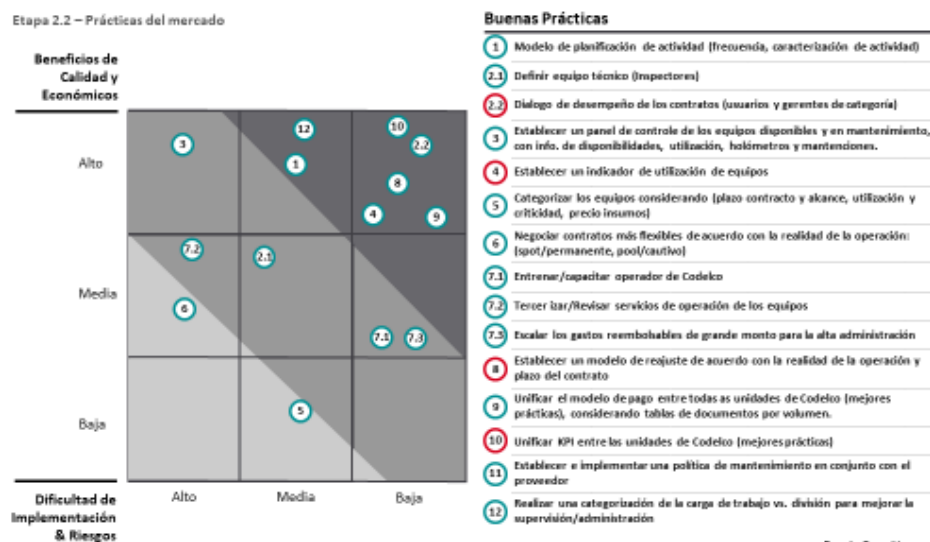 Etapa 2.2 – Prácticas del mercado
Beneficios de
Calidad y
Económicos
Alto
Media
Baja
Dificultad de
Implementación
& Riesgos
Alto
Media
Baja
3
12
1
10
2.2
8
4
9
7.2
2.1
6
7.1
7.3
5
Buenas Prácticas
1 Modelo de planificación de actividad (frecuencia, caracterización de actividad)
2.1 Definir equipo técnico (Inspectores)
2.2 Dialogo de desempeño de los contratos (usuarios y gerentes de categoría)
3 Establecer un panel de controle de los equipos disponibles y en mantenimiento,
con info. de disponibilidades, utilización, holómetros y mantenciones.
4 Establecer un indicador de utilización de equipos
5 Categorizar los equipos considerando (plazo contracto y alcance, utilización y
criticidad, precio insumos)
6 Negociar contratos más flexibles de acuerdo con la realidad de la operación:
(spot/permanente, pool/cautivo)
7.1 Entrenar/capacitar operador de Codelco
7.2 Tercer izar/Revisar servicios de operación de los equipos
7.3 Escalar los gastos reembolsables de grande monto para la alta administración
8 Establecer un modelo de reajuste de acuerdo con la realidad de la operación y
plazo del contrato
9 Unificar el modelo de pago entre todas as unidades de Codelco (mejores
prácticas), considerando tablas de documentos por volumen.
10 Unificar KPI entre las unidades de Codelco (mejores prácticas)
11 Establecer e implementar una política de mantenimiento en conjunto con el
proveedor
12 Realizar una categorización de la carga de trabajo vs. división para mejorar la
supervisión/administración